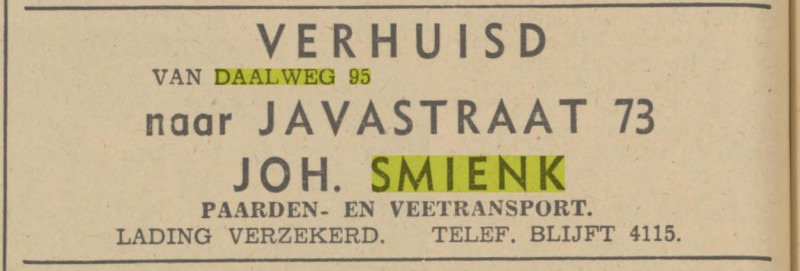 VERHUISD
VAN DAALWEG 95
naar JAVASTRAAT 73
JOH. SMIENK
PAARDEN- EN VEETRANSPORT.
LADING VERZEKERD. TELEF. BLIJFT 4115.